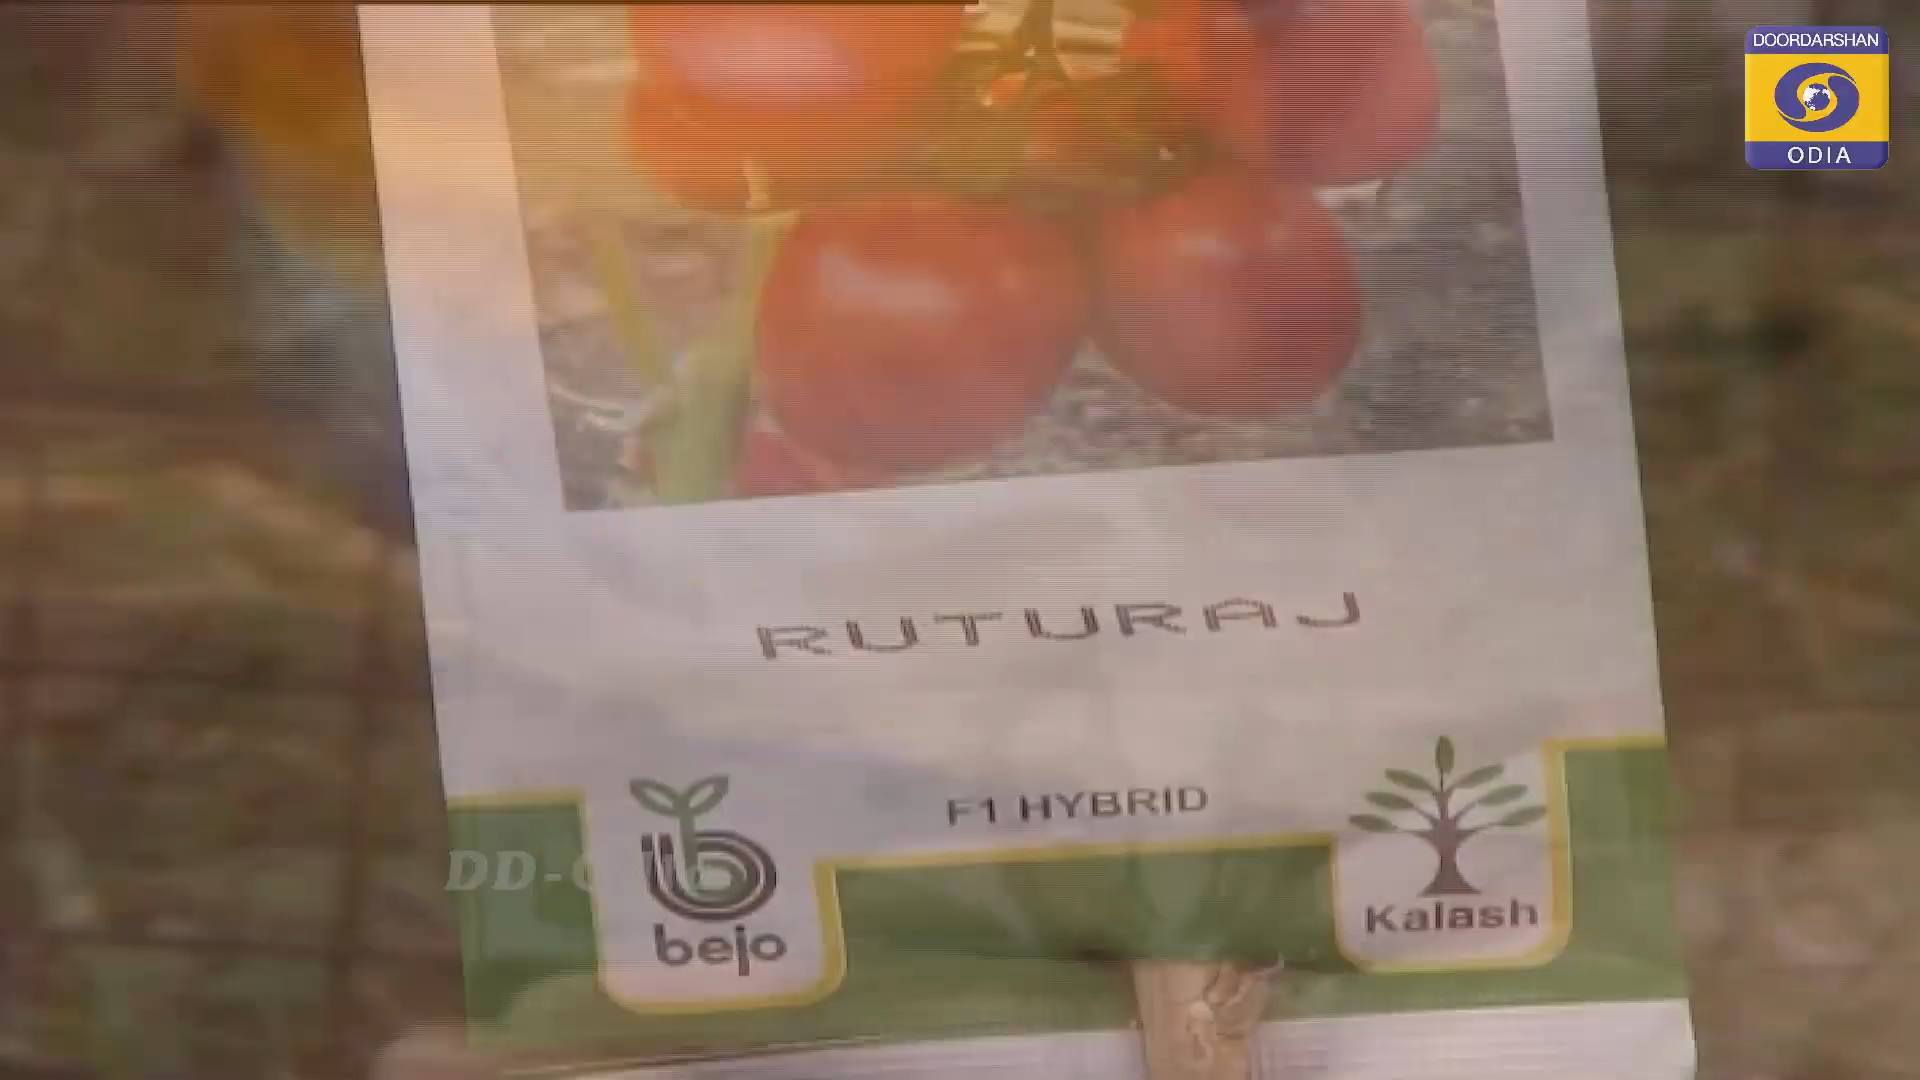 DOORDARSHAN
ODIA
RUTURAJ
F1 HYBRID
bejo
Kalash